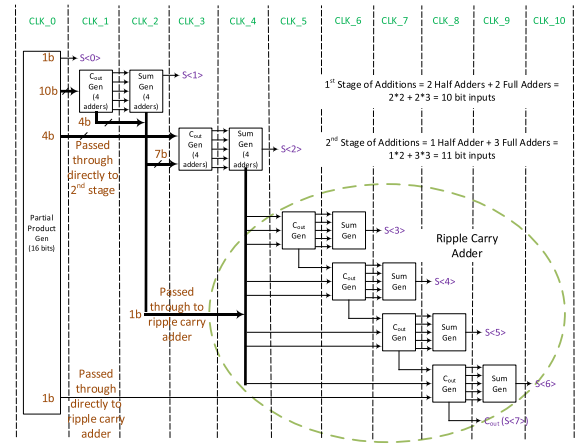 CLK_0 CLK_1 CLK_2 CLK_3 CLK_4 CLK_5 CLK_6 CLK_7 CLK_8 CLK_9 CLK_10
1b
S<0>
10b
Cout
Gen
(4
adders)
Sum
Gen
(4
adders)
S<1>
4b
1st Stage of Additions = 2 Half Adders + 2 Full Adders =
2*2 + 2*3 = 10 bit inputs
4b
Passed
through
directly to
2nd stage
7b
Cout
Gen
(4
adders)
Sum
Gen
(4
adders)
S<2>
2nd Stage of Additions = 1 Half Adder + 3 Full Adders =
1*2 + 3*3 = 11 bit inputs
Partial
Product
Gen
(16 bits)
Cout
Gen
Sum
Gen
S<3>
Ripple Carry
Adder
Cout
Gen
Sum
Gen
S<4>
Passed
through to
ripple carry
adder
1b
Cout
Gen
Sum
Gen
S<5>
Passed
through
directly to
ripple carry
adder
1b
Cout
Gen
Sum
Gen
S<6>
Cout (S<7>)